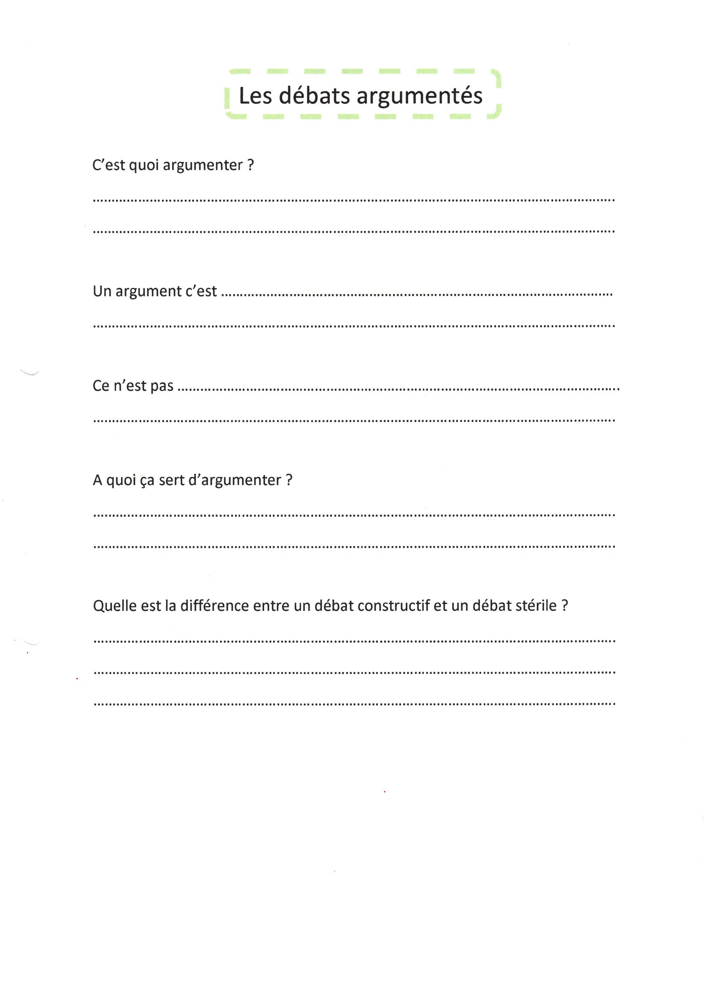 Les débats argumentés
C'est quoi argumenter ?
Un argument c'est ................................................................
Ce n'est pas ................................................................
A quoi ça sert d'argumenter ?
Quelle est la différence entre un débat constructif et un débat stérile ?